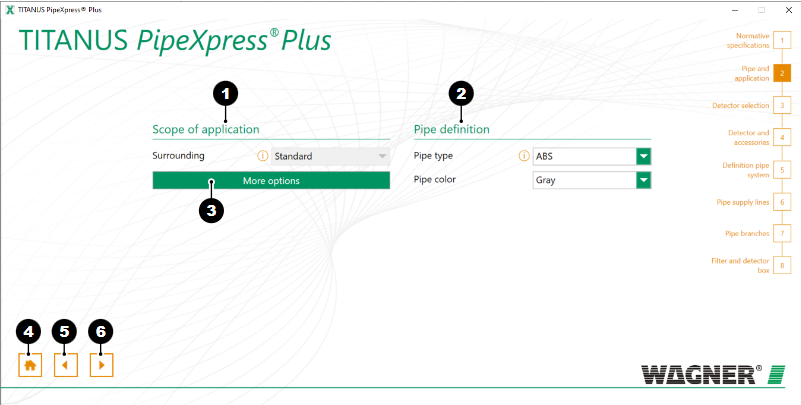 TITANUS PipeXpress® Plus
TITANUS PipeXpress® Plus
Normative
specifications
1
Pipe and
application
2
Detector selection
3
Detector and
accessories
4
Definition pipe
system
5
Pipe supply lines
6
Pipe branches
7
Filter and detector
box
8
1
Scope of application
Surrounding
Standard
More options
3
2
Pipe definition
Pipe type
ABS
Pipe color
Gray
4
5
6
WAGNER®